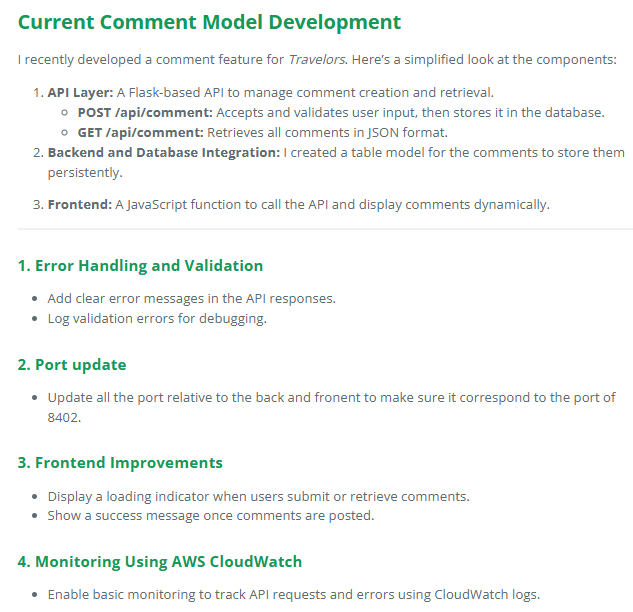 Current Comment Model Development
I recently developed a comment feature for Travelors. Here's a simplified look at the components:
1. API Layer: A Flask-based API to manage comment creation and retrieval.
POST /api/comment: Accepts and validates user input, then stores it in the database.
GET /api/comment: Retrieves all comments in JSON format.
2. Backend and Database Integration: I created a table model for the comments to store them
persistently.
3. Frontend: A JavaScript function to call the API and display comments dynamically.
1. Error Handling and Validation
Add clear error messages in the API responses.
Log validation errors for debugging.
2. Port update
Update all the port relative to the back and fronent to make sure it correspond to the port of
8402.
3. Frontend Improvements
Display a loading indicator when users submit or retrieve comments.
Show a success message once comments are posted.
4. Monitoring Using AWS CloudWatch
Enable basic monitoring to track API requests and errors using CloudWatch logs.